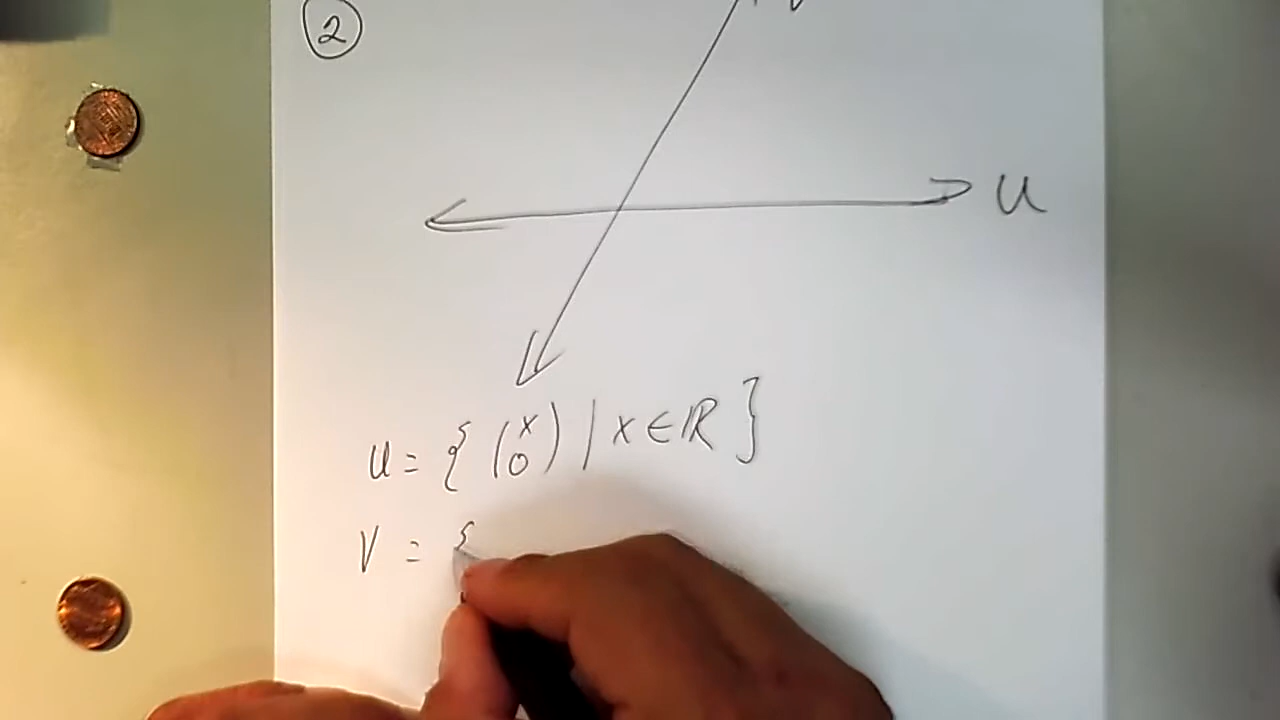 2
U
U = { (x 0) | x ∈ ℝ }
V = {